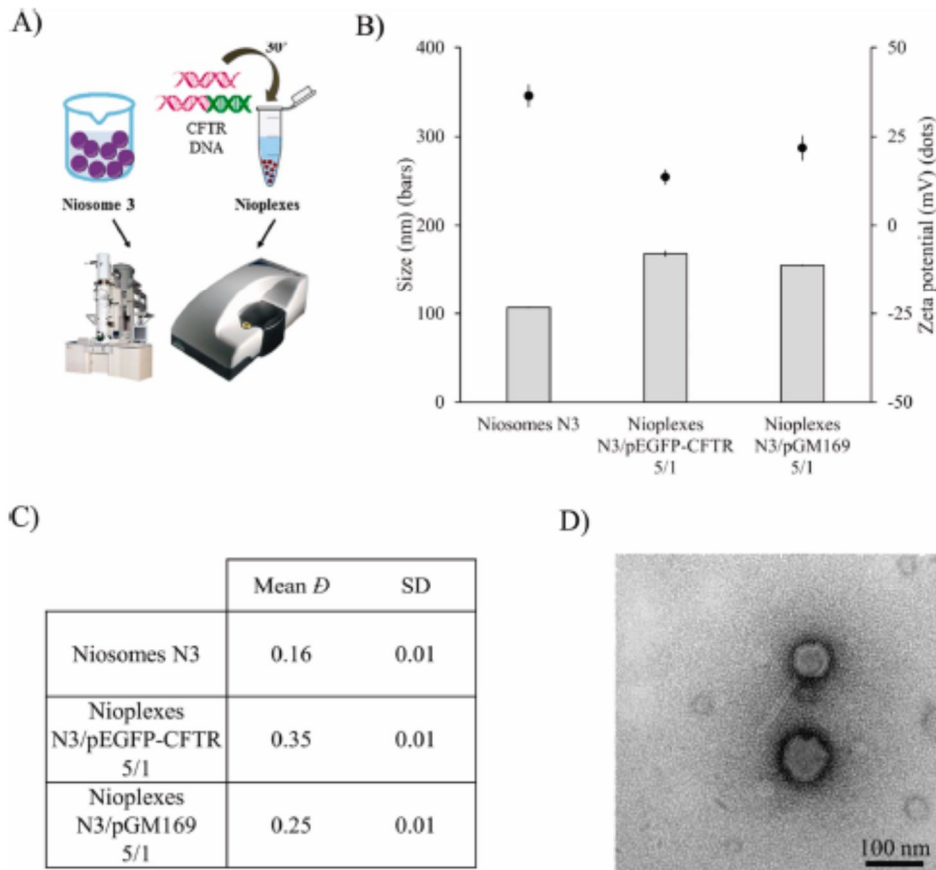 A)
30'
CFTR
DNA
Niosome 3
Nioplexes
B)
400
300
200
100
0
Size (nm) (bars)
50
25
0
-25
-50
Zeta potential (mV) (dots)
Niosomes N3
Nioplexes
N3/pEGFP-CFTR
5/1
Nioplexes
N3/pGM169
5/1
C)
Mean Đ SD
Niosomes N3 0.16 0.01
Nioplexes
N3/pEGFP-CFTR 0.35 0.01
5/1
Nioplexes
N3/pGM169 0.25 0.01
5/1
D)
100 nm